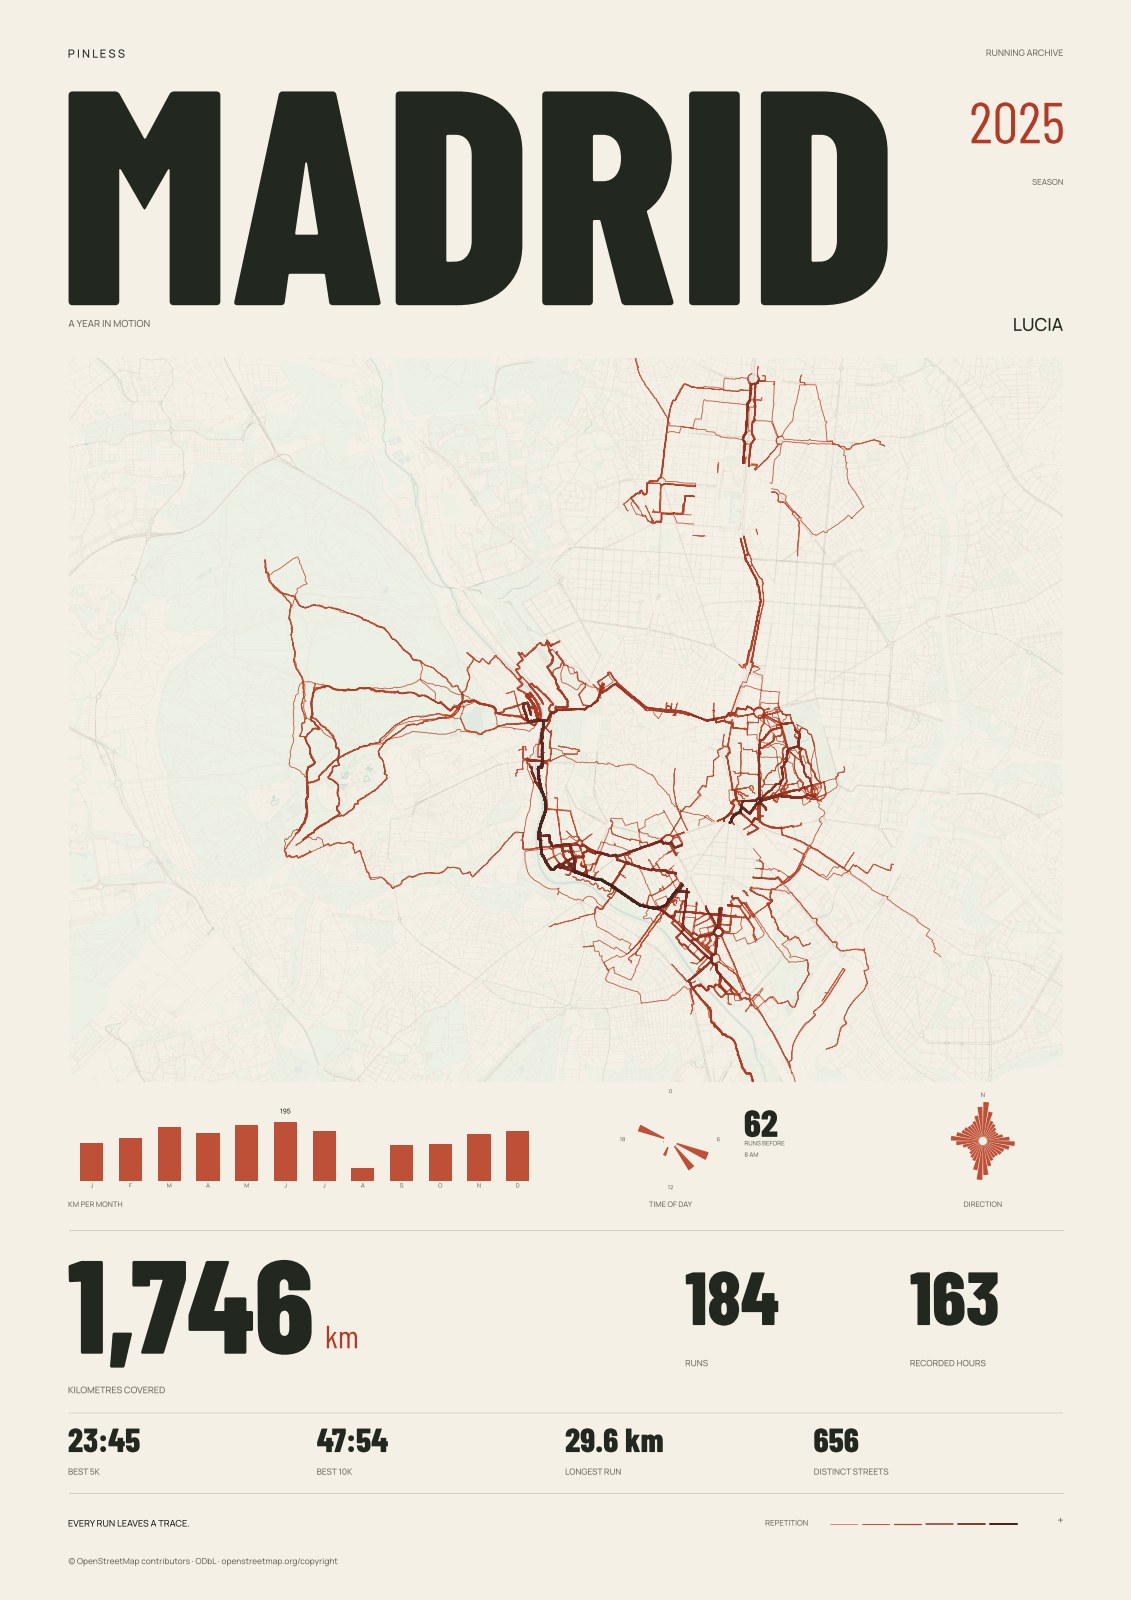 PINLESS
RUNNING ARCHIVE
MADRID
2025
SEASON
A YEAR IN MOTION
LUCIA
195
J F M A M J J A S O N D
KM PER MONTH
0
18
6
12
TIME OF DAY
62
RUNS BEFORE
8 AM
N
DIRECTION
1,746 km
KILOMETRES COVERED
184
RUNS
163
RECORDED HOURS
23:45
BEST 5K
47:54
BEST 10K
29.6 km
LONGEST RUN
656
DISTINCT STREETS
EVERY RUN LEAVES A TRACE.
REPETITION
+
© OpenStreetMap contributors · ODbL · openstreetmap.org/copyright